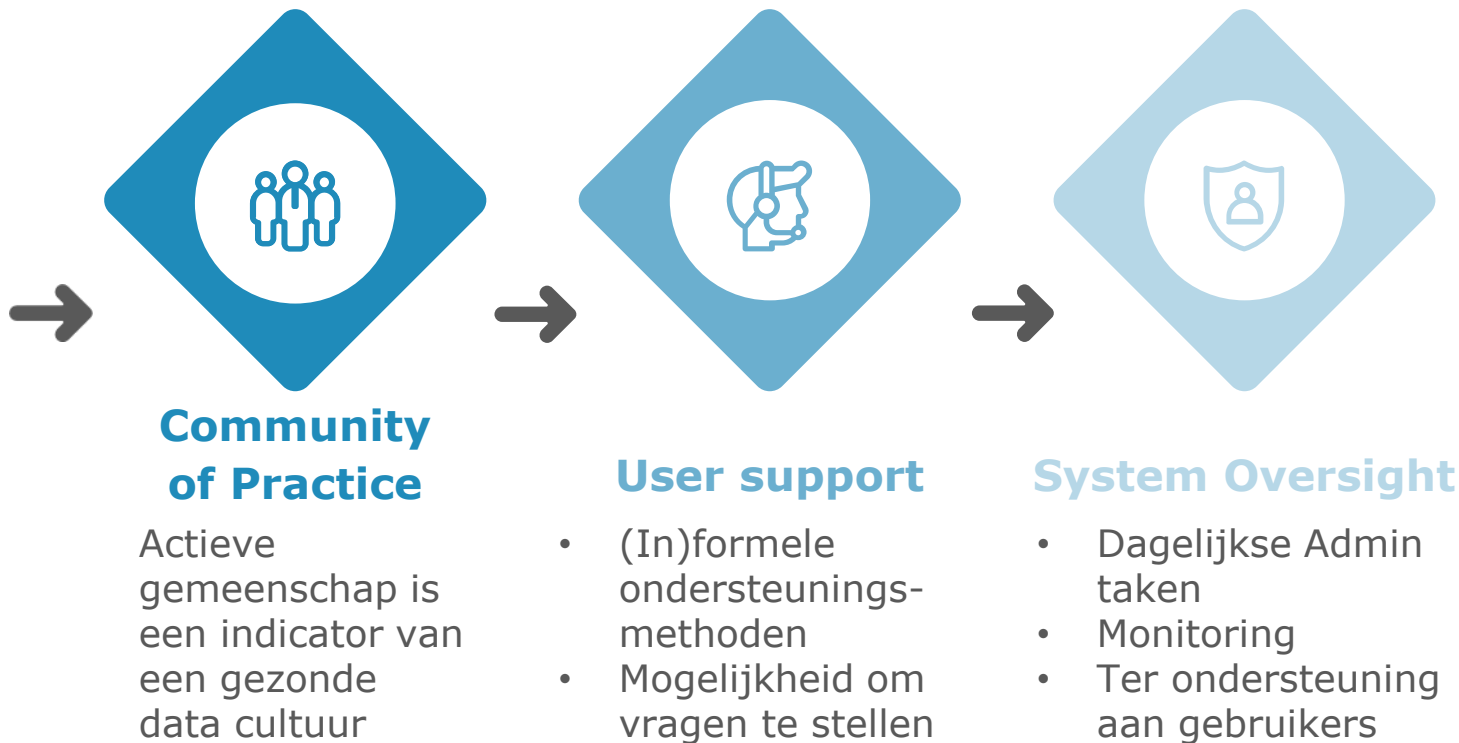 Community
of Practice
Actieve
gemeenschap is
een indicator van
een gezonde
data cultuur
User support
• (In)formele
ondersteunings-
methoden
• Mogelijkheid om
vragen te stellen
System Oversight
• Dagelijkse Admin
taken
• Monitoring
• Ter ondersteuning
aan gebruikers